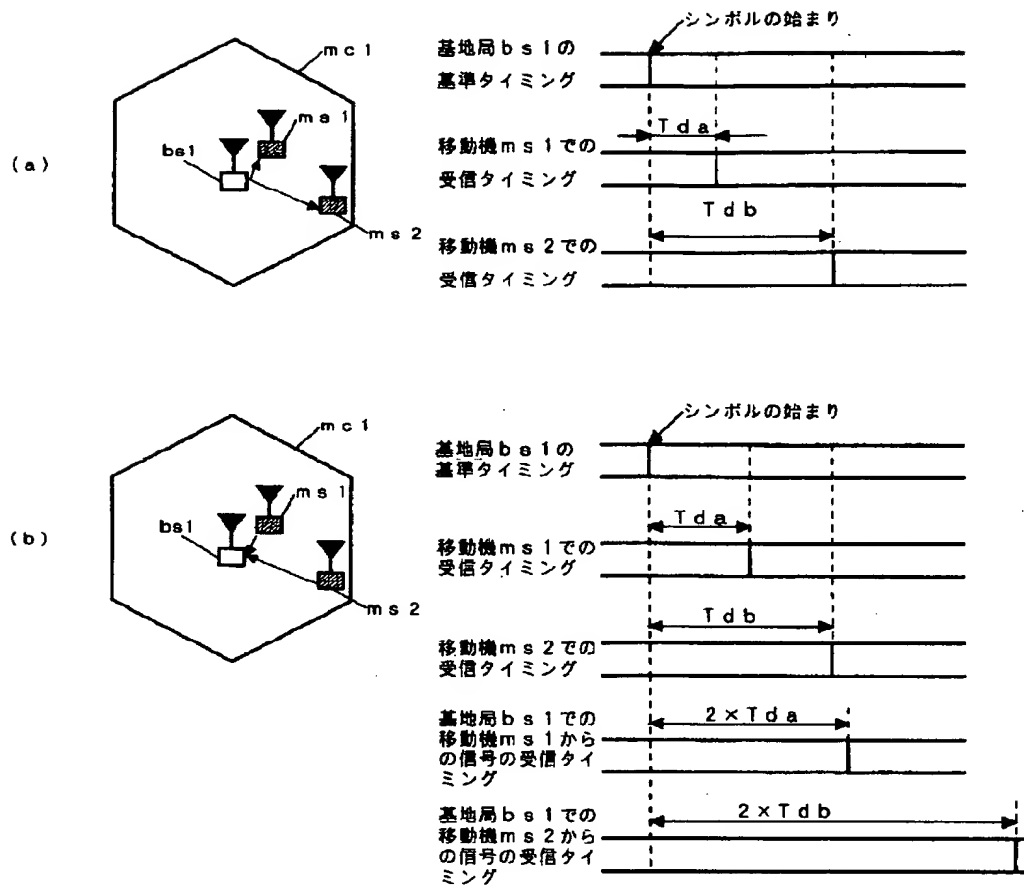 (a)
mc1
ms1
bs1
ms2
シンボルの始まり
基地局bs1の
基準タイミング
Tda
移動機ms1での
受信タイミング
Tdb
移動機ms2での
受信タイミング
(b)
mc1
ms1
bs1
ms2
シンボルの始まり
基地局bs1の
基準タイミング
Tda
移動機ms1での
受信タイミング
Tdb
移動機ms2での
受信タイミング
2×Tda
基地局bs1での
移動機ms1から
の信号の受信タイ
ミング
2×Tdb
基地局bs1での
移動機ms2から
の信号の受信タイ
ミング